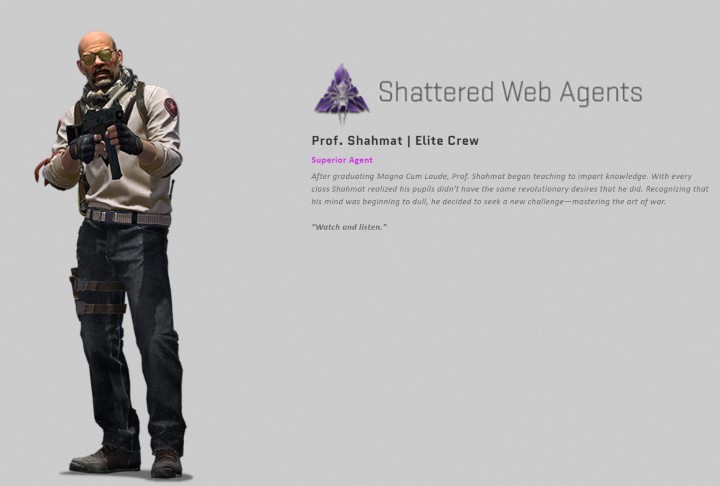 Shattered Web Agents
Prof. Shahmat | Elite Crew
Superior Agent
After graduating Magna Cum Laude, Prof. Shahmat began teaching to impart knowledge. With every
class Shahmat realized his pupils didn't have the same revolutionary desires that he did. Recognizing that
his mind was beginning to dull, he decided to seek a new challenge—mastering the art of war.
"Watch and listen."